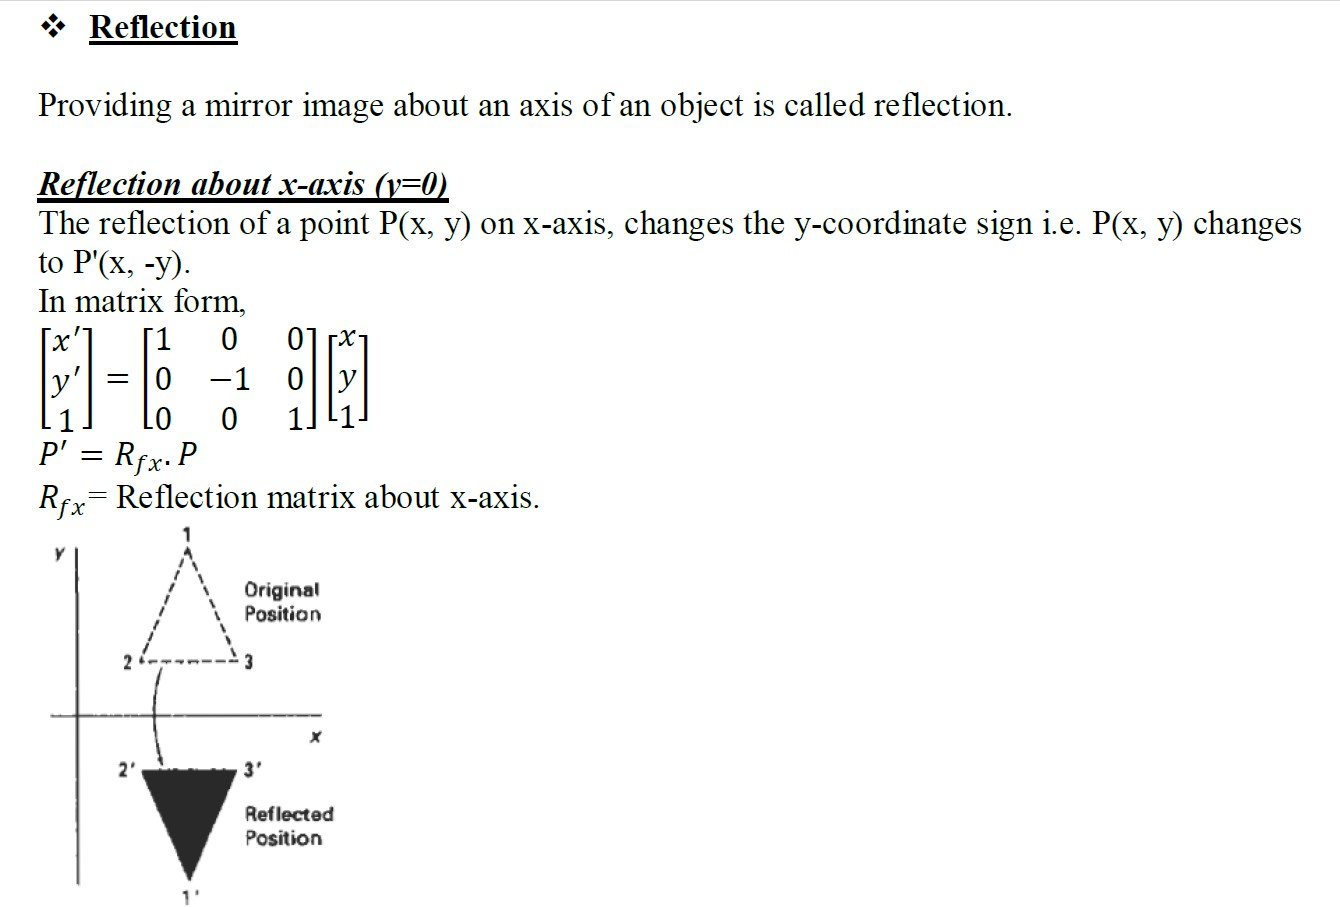 ❖ Reflection
Providing a mirror image about an axis of an object is called reflection.
Reflection about x-axis (y=0)
The reflection of a point P(x, y) on x-axis, changes the y-coordinate sign i.e. P(x, y) changes
to P'(x, -y).
In matrix form,
[x'] [1 0 0] [x]
[y'] = [0 −1 0] [y]
[1] [0 0 1] [1]
P' = R_fx. P
R_fx= Reflection matrix about x-axis.
1
y
Original
Position
2 3
x
2' 3'
Reflected
Position
1'